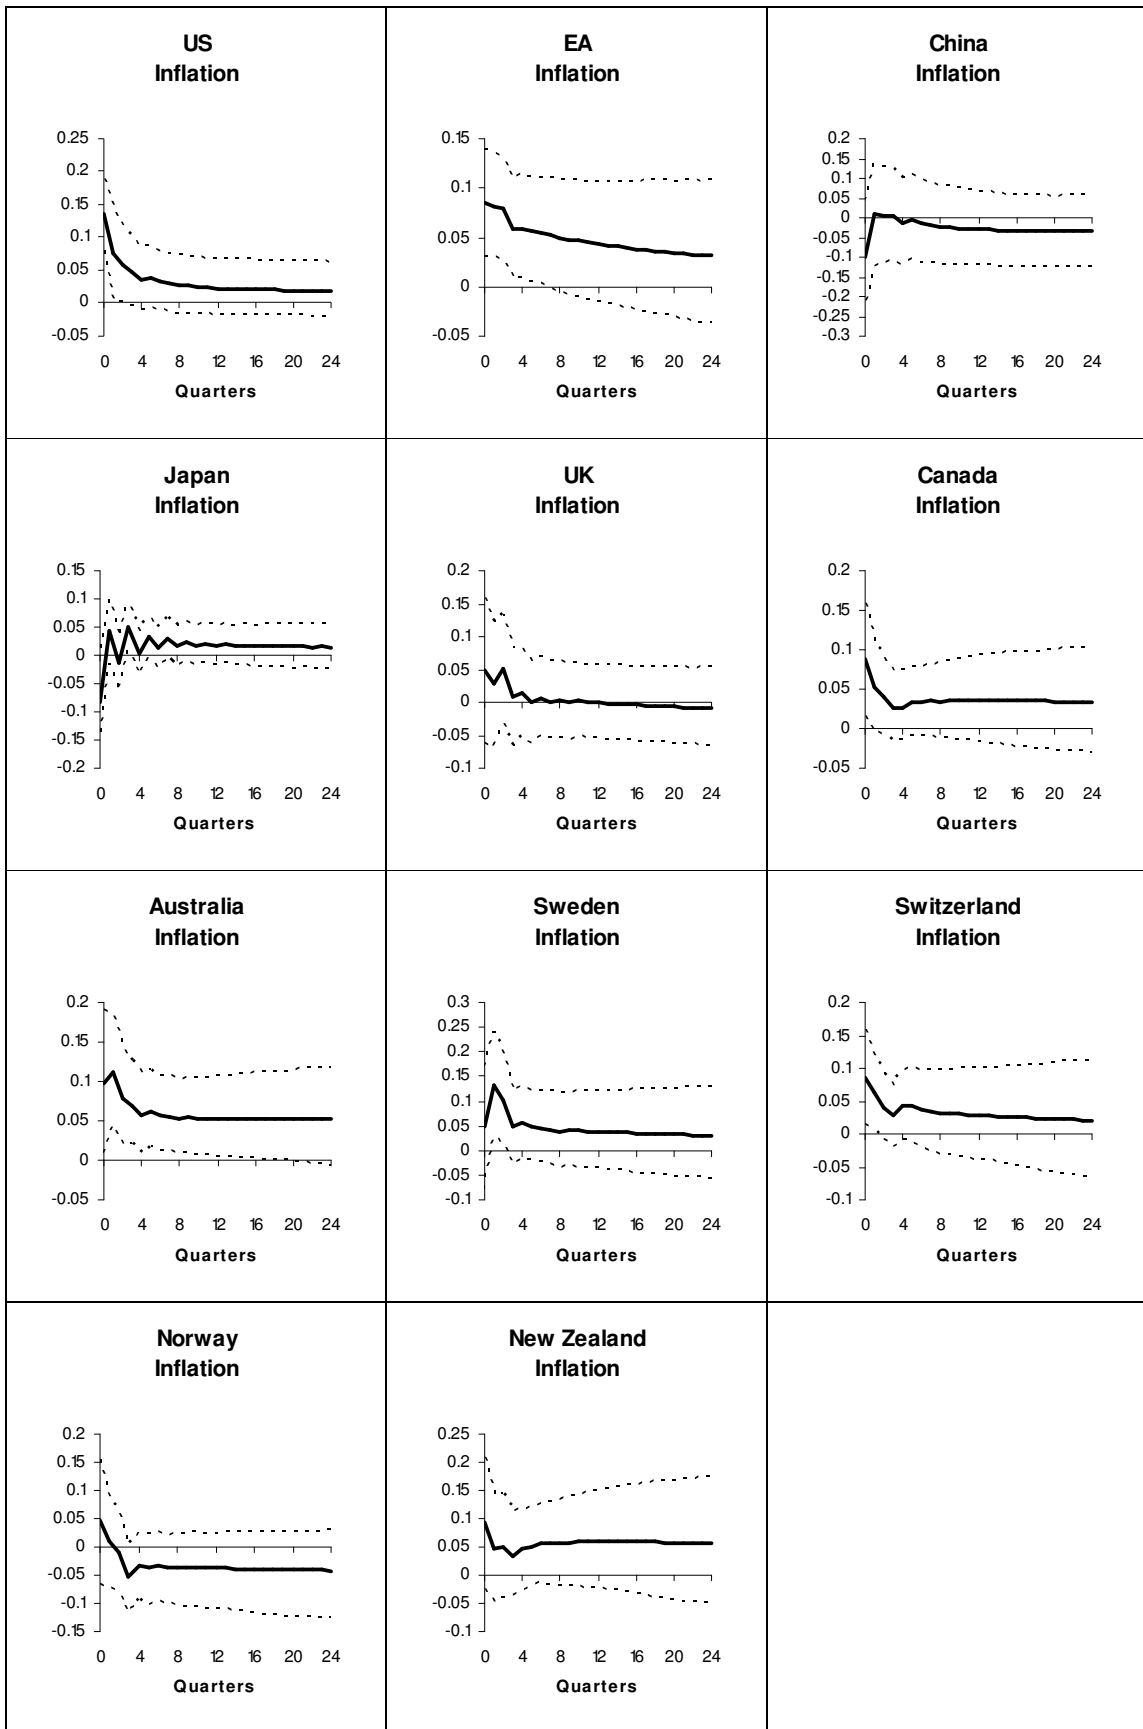 US
Inflation
0.25
0.2
0.15
0.1
0.05
0
-0.05
0 4 8 12 16 20 24
Quarters
EA
Inflation
0.15
0.1
0.05
0
-0.05
0 4 8 12 16 20 24
Quarters
China
Inflation
0.2
0.15
0.1
0.05
0
-0.05
-0.1
-0.15
-0.2
-0.25
-0.3
0 4 8 12 16 20 24
Quarters
Japan
Inflation
0.15
0.1
0.05
0
-0.05
-0.1
-0.15
-0.2
0 4 8 12 16 20 24
Quarters
UK
Inflation
0.2
0.15
0.1
0.05
0
-0.05
-0.1
0 4 8 12 16 20 24
Quarters
Canada
Inflation
0.2
0.15
0.1
0.05
0
-0.05
0 4 8 12 16 20 24
Quarters
Australia
Inflation
0.2
0.15
0.1
0.05
0
-0.05
0 4 8 12 16 20 24
Quarters
Sweden
Inflation
0.3
0.25
0.2
0.15
0.1
0.05
0
-0.05
-0.1
0 4 8 12 16 20 24
Quarters
Switzerland
Inflation
0.2
0.15
0.1
0.05
0
-0.05
-0.1
0 4 8 12 16 20 24
Quarters
Norway
Inflation
0.2
0.15
0.1
0.05
0
-0.05
-0.1
-0.15
0 4 8 12 16 20 24
Quarters
New Zealand
Inflation
0.25
0.2
0.15
0.1
0.05
0
-0.05
-0.1
0 4 8 12 16 20 24
Quarters